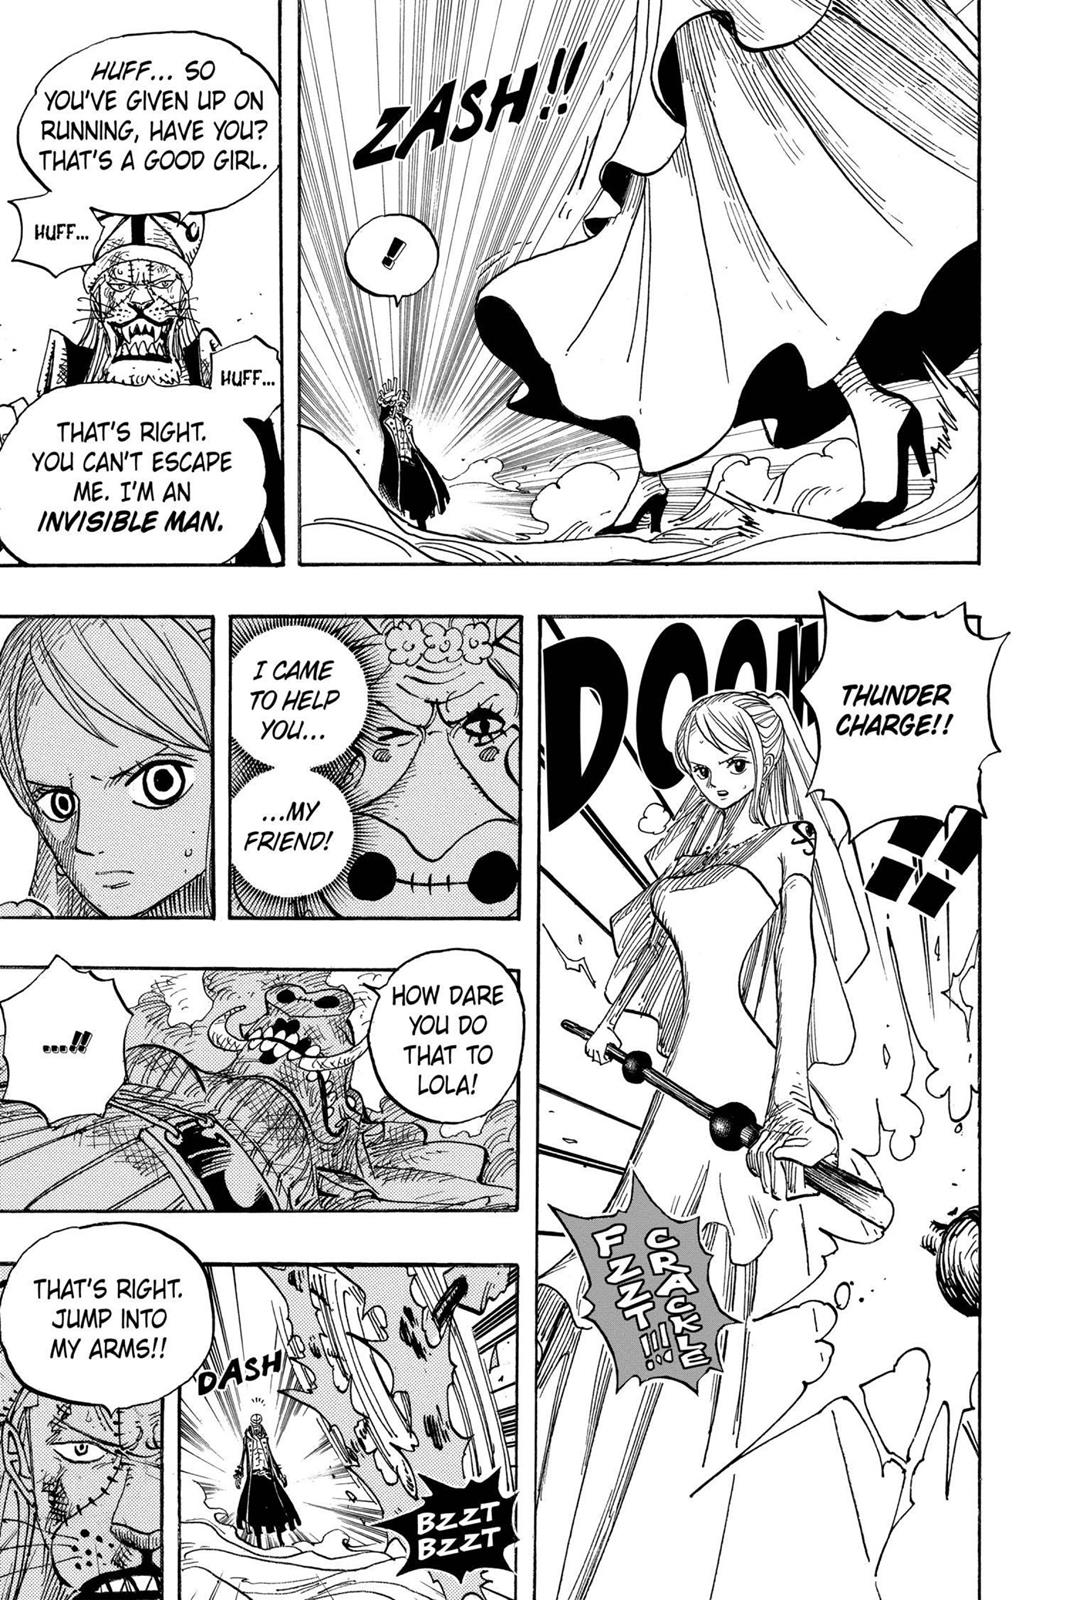 ZASH!!
!
HUFF... SO
YOU'VE GIVEN UP ON
RUNNING, HAVE YOU?
THAT'S A GOOD GIRL.
HUFF...
HUFF...
THAT'S RIGHT.
YOU CAN'T ESCAPE
ME. I'M AN
INVISIBLE MAN.
THUNDER
CHARGE!!
DOOM
!!
CRACKLE
FZZT!!!
I CAME
TO HELP
YOU...
...MY
FRIEND!
HOW DARE
YOU DO
THAT TO
LOLA!
...!!
DASH
BZZT
BZZT
THAT'S RIGHT.
JUMP INTO
MY ARMS!!